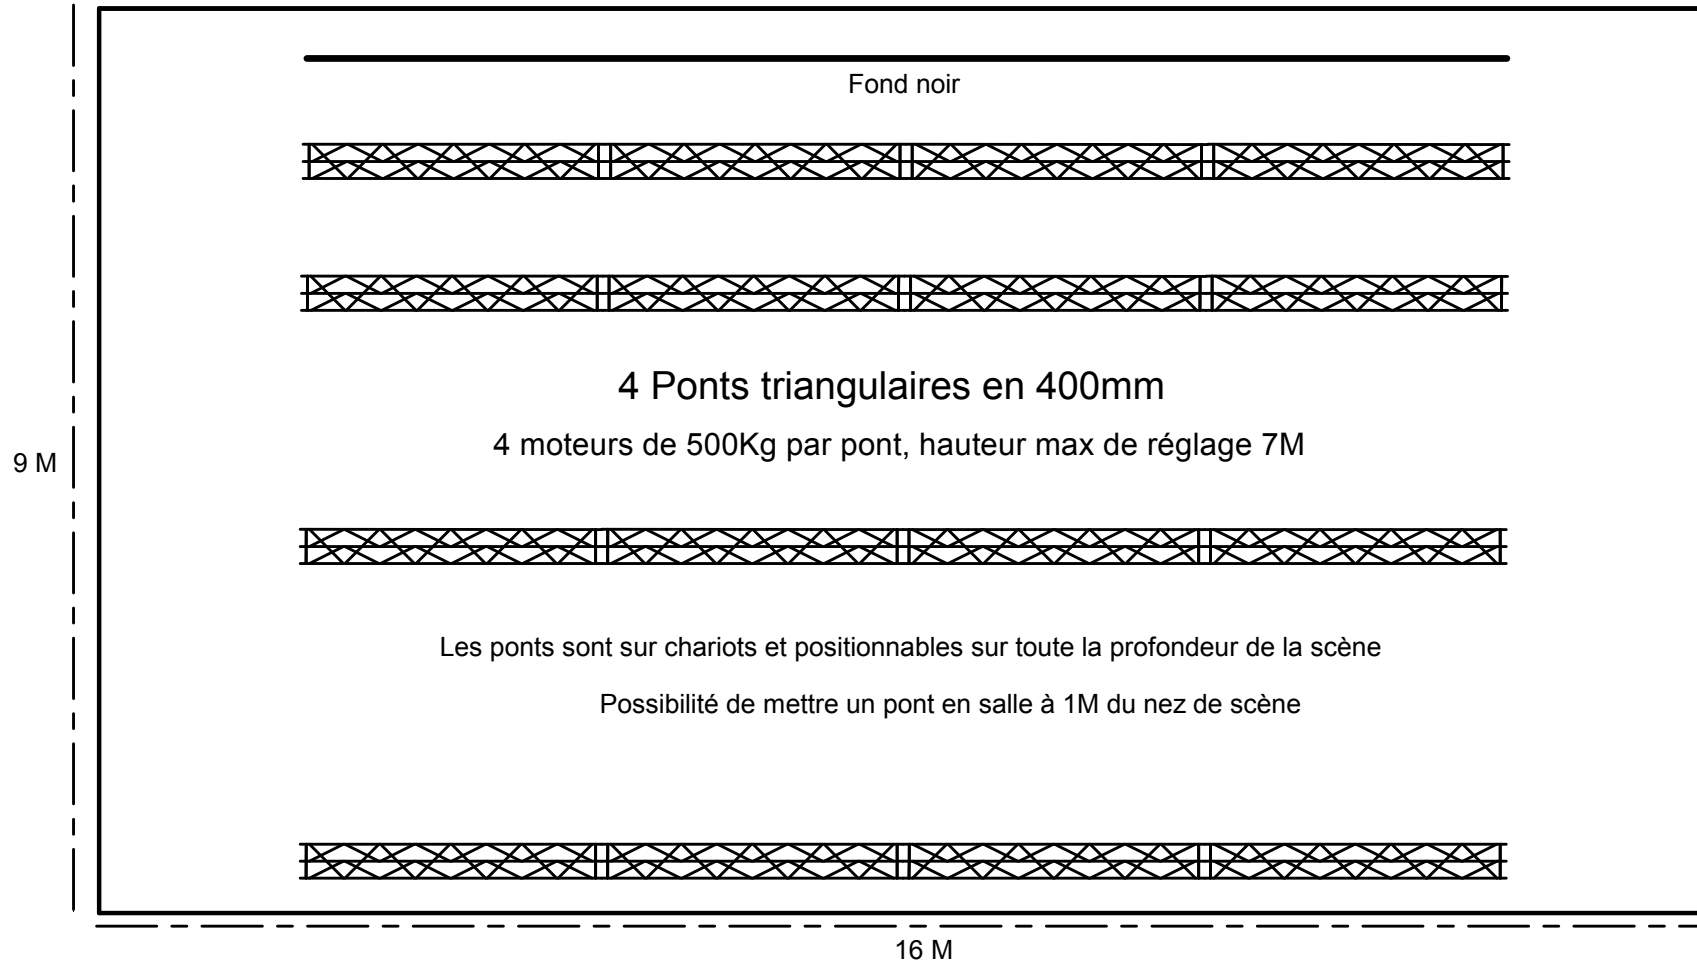 Fond noir
4 Ponts triangulaires en 400mm
4 moteurs de 500Kg par pont, hauteur max de réglage 7M
9 M
Les ponts sont sur chariots et positionnables sur toute la profondeur de la scène
Possibilité de mettre un pont en salle à 1M du nez de scène
16 M